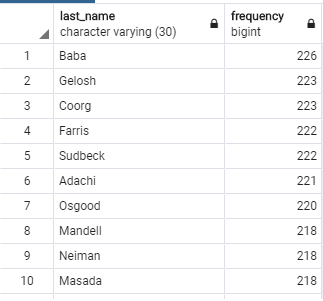 last_name frequency
character varying (30) bigint
1 Baba 226
2 Gelosh 223
3 Coorg 223
4 Farris 222
5 Sudbeck 222
6 Adachi 221
7 Osgood 220
8 Mandell 218
9 Neiman 218
10 Masada 218